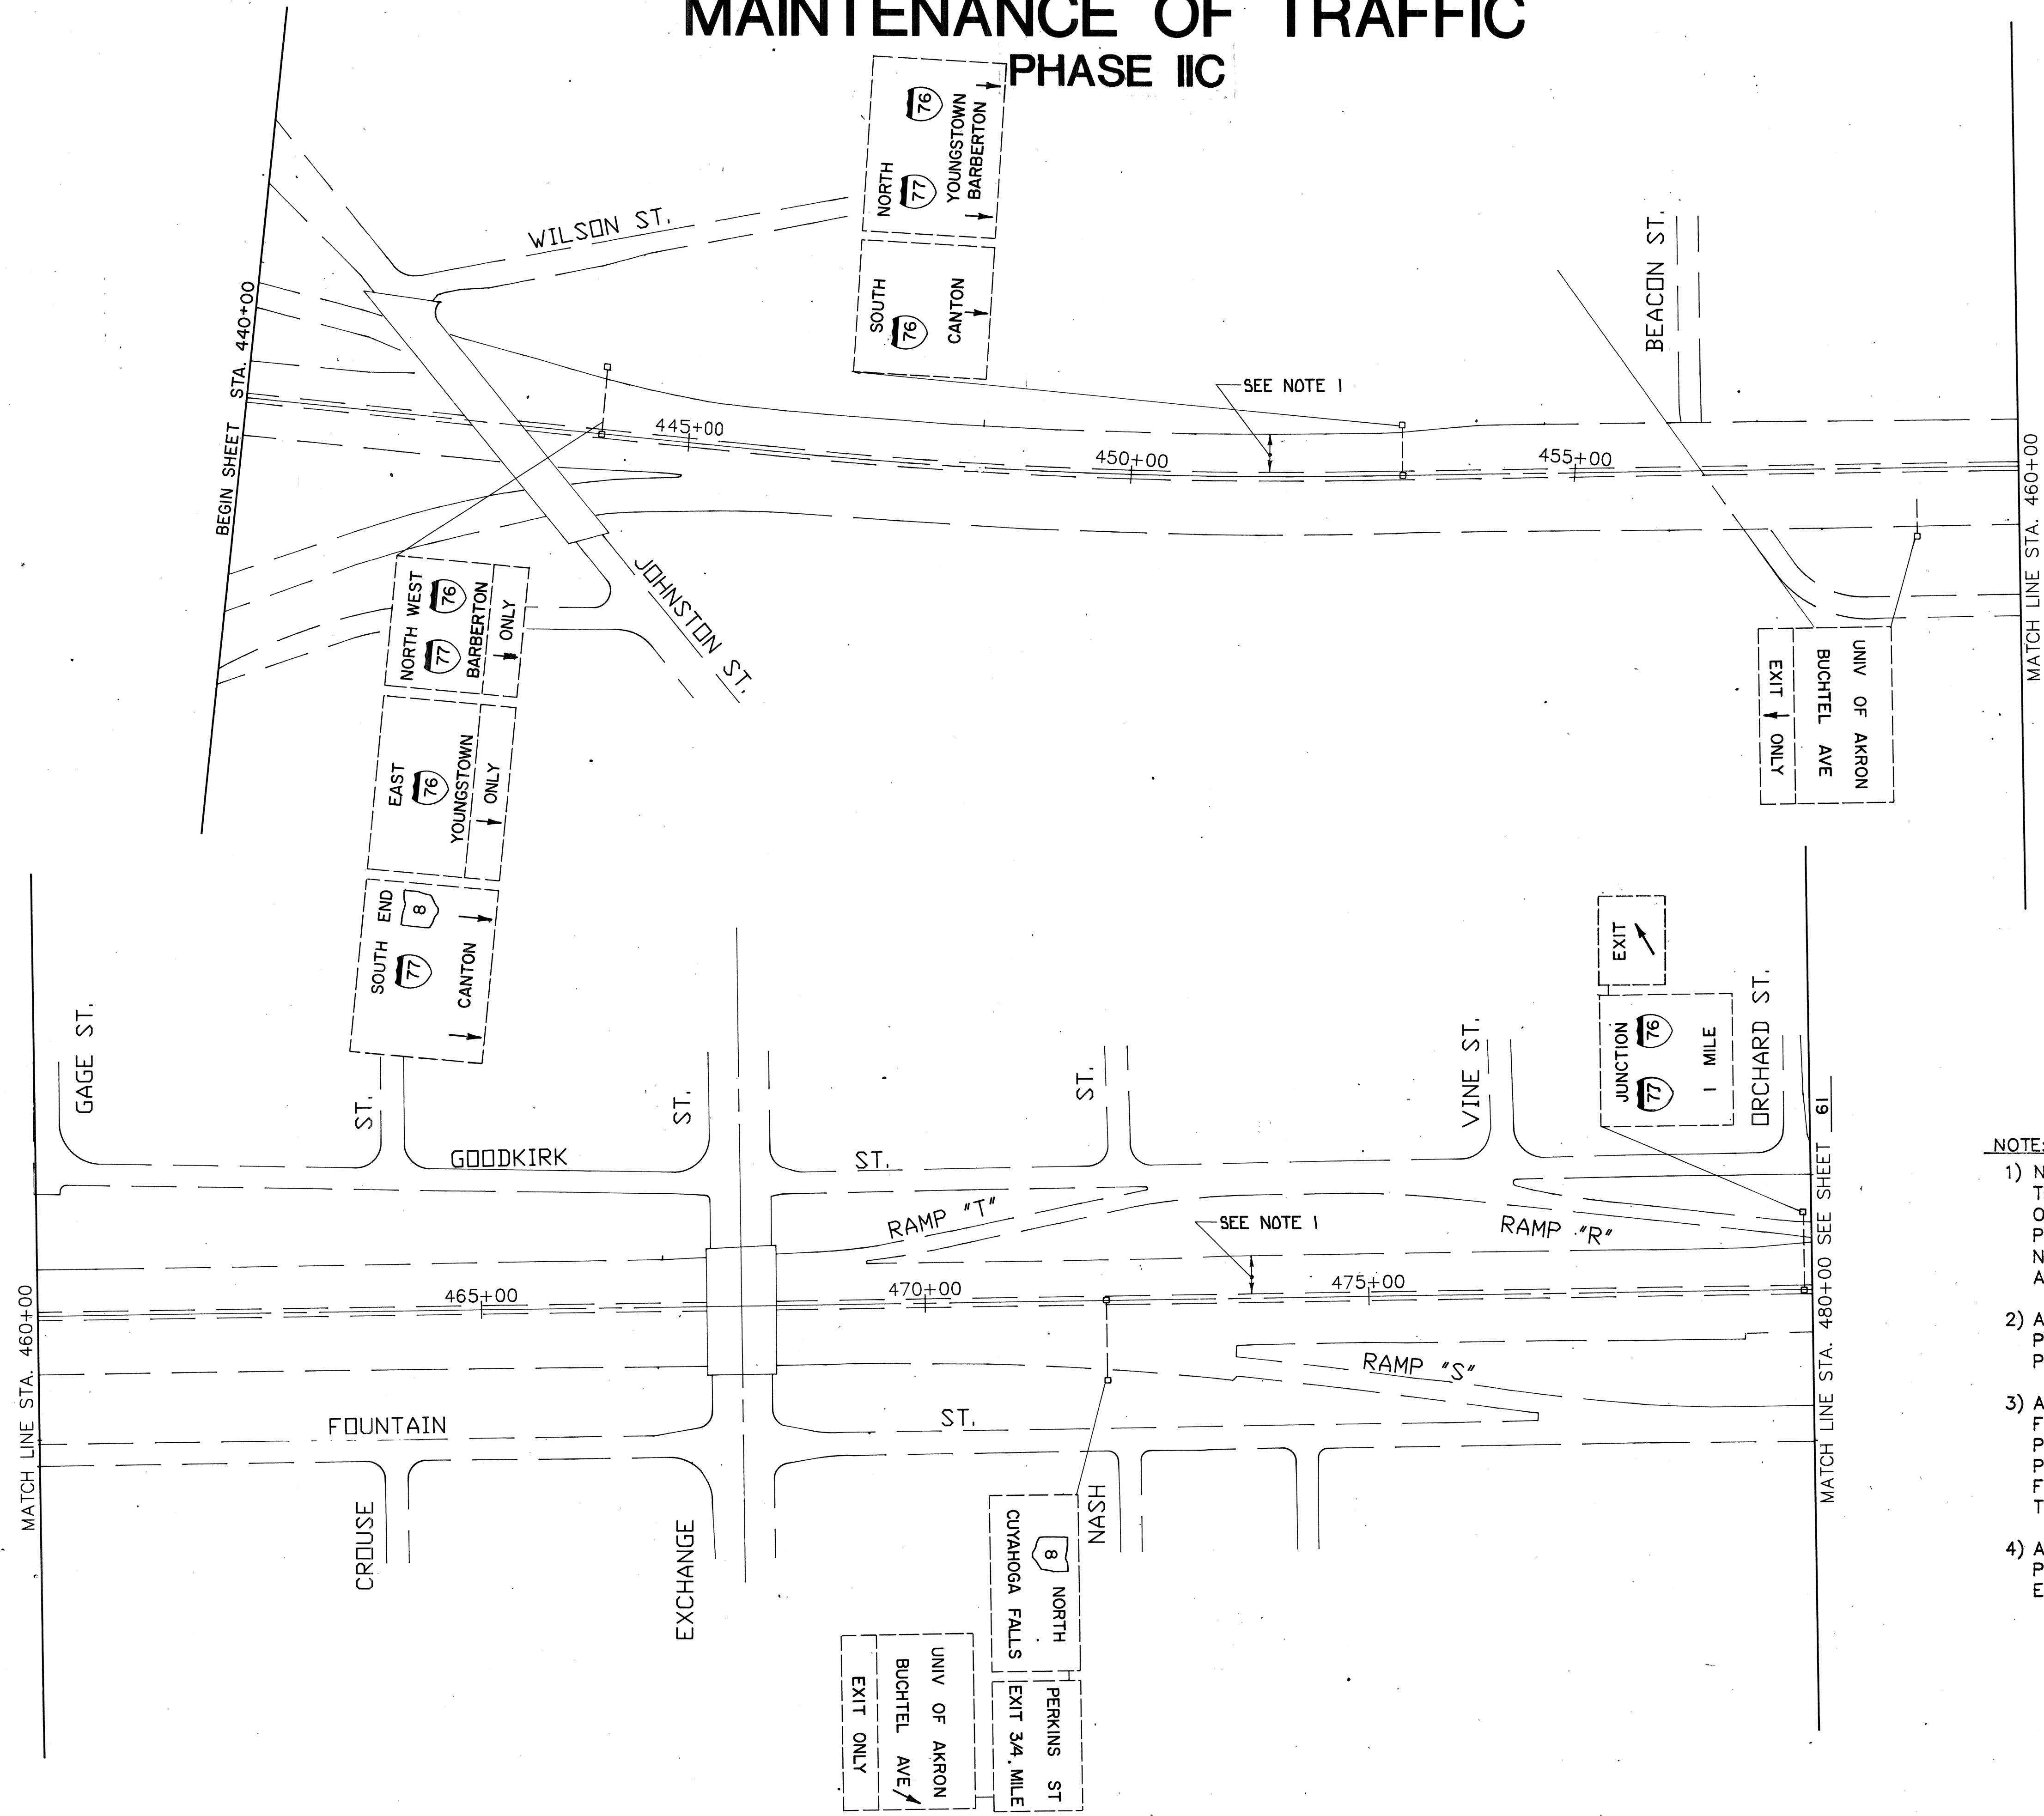 MAINTENANCE OF TRAFFIC
PHASE IIC
BEGIN SHEET STA. 440+00
WILSON ST.
NORTH
77
76
YOUNGSTOWN
BARBERTON
SOUTH
76
CANTON
SEE NOTE 1
BEACON ST.
445+00
450+00
455+00
MATCH LINE STA. 460+00
JOHNSTON ST.
NORTH WEST
77
76
BARBERTON
ONLY
EAST
76
YOUNGSTOWN
ONLY
SOUTH END
77
8
CANTON
UNIV OF AKRON
BUCHTEL AVE
EXIT ONLY
GAGE ST.
ST.
GOODKIRK
ST.
ST.
ST.
VINE ST.
EXIT
JUNCTION
77
76
1 MILE
ORCHARD ST.
MATCH LINE STA. 460+00
465+00
470+00
475+00
RAMP "T"
SEE NOTE 1
RAMP "R"
RAMP "S"
MATCH LINE STA. 480+00 SEE SHEET 61
FOUNTAIN
ST.
CROUSE
EXCHANGE
NASH
8 NORTH
CUYAHOGA FALLS
PERKINS ST
EXIT 3/4 MILE
UNIV OF AKRON
BUCHTEL AVE
EXIT ONLY
1) N
T
O
P
N
A
2) A
P
P
3) A
F
P
P
F
T
4) A
P
E